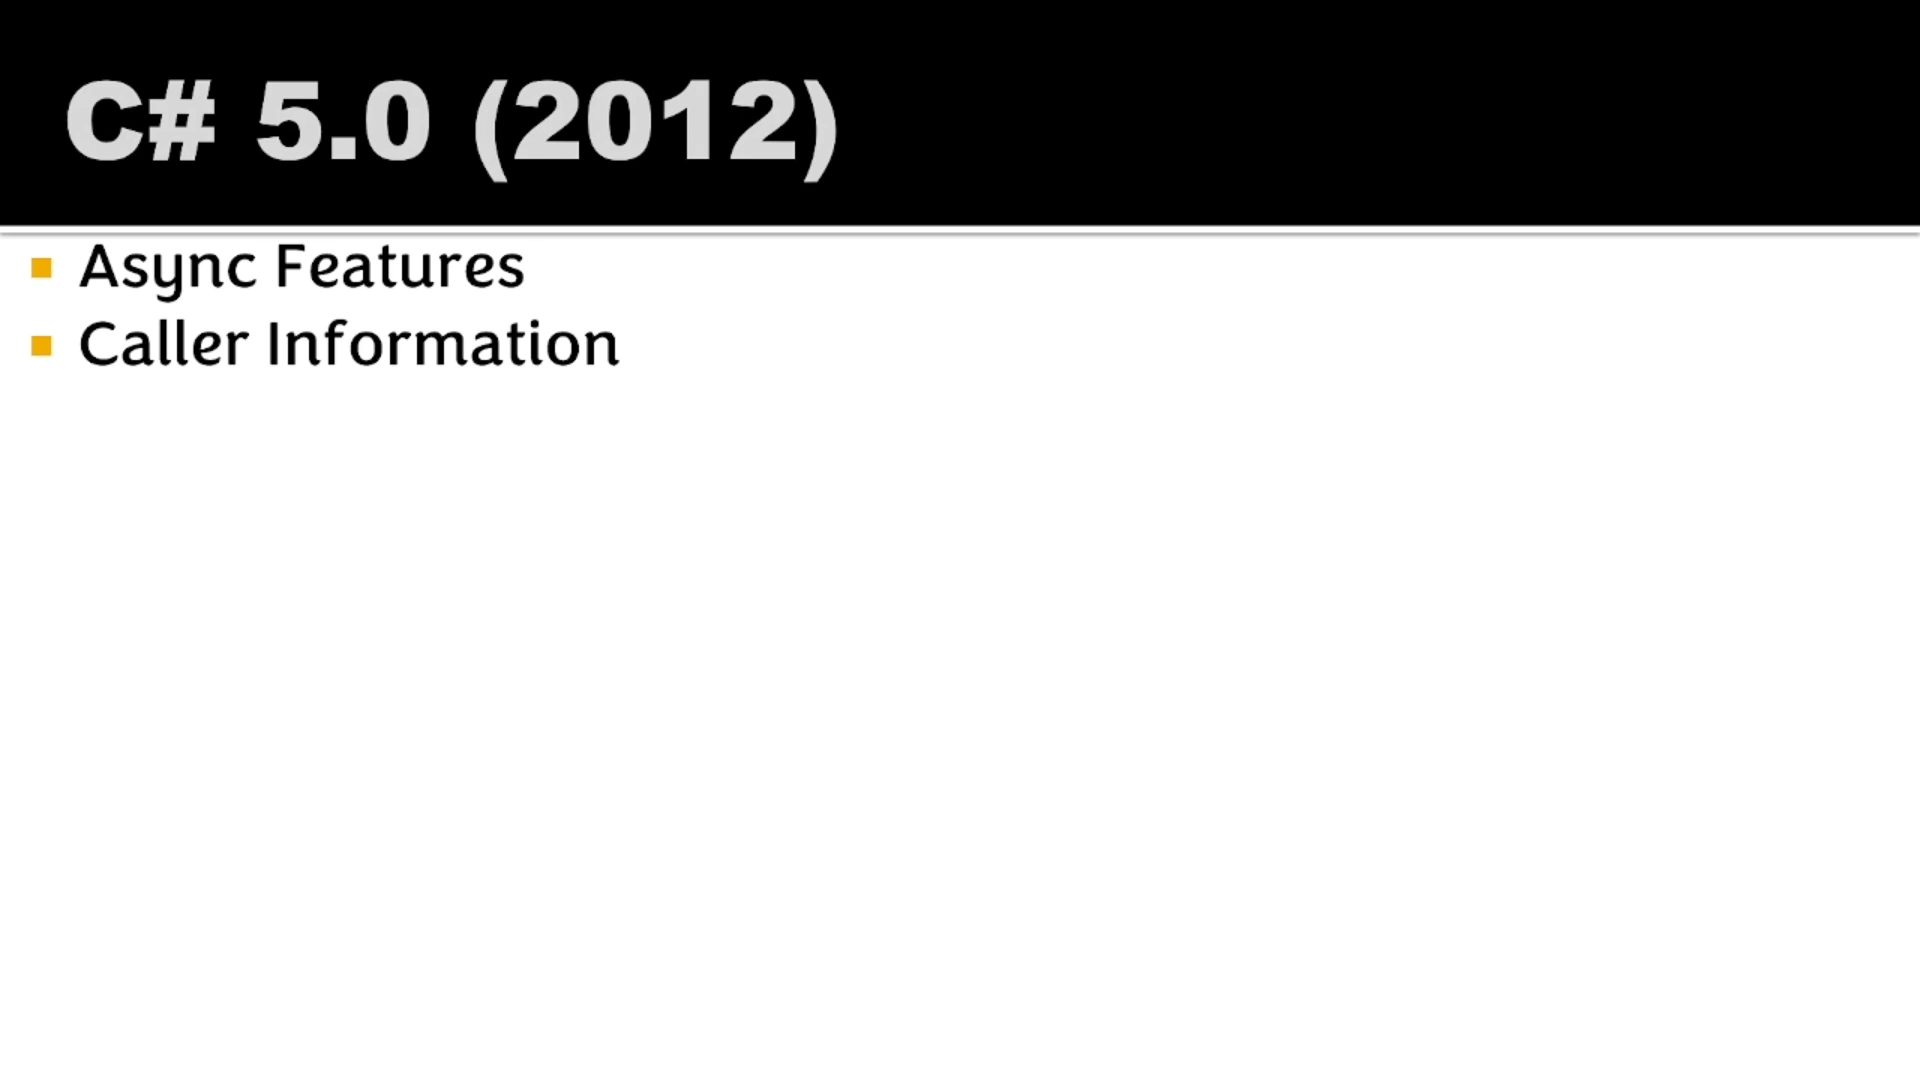 C# 5.0 (2012)
Async Features
Caller Information